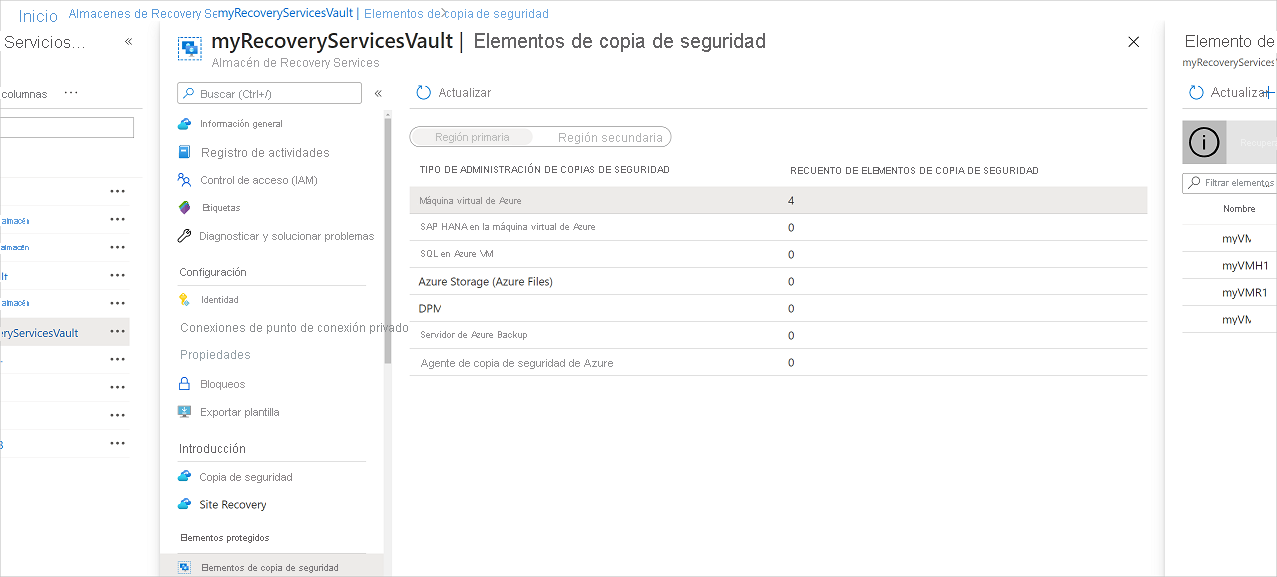 Inicio Almacenes de Recovery Serv myRecoveryServicesVault | Elementos de copia de seguridad
Servicios... «
columnas ...
almacén
almacén
lt
almacén
eryServicesVault
myRecoveryServicesVault | Elementos de copia de seguridad
Almacén de Recovery Services
Buscar (Ctrl+/) «
Información general
Registro de actividades
Control de acceso (IAM)
Etiquetas
Diagnosticar y solucionar problemas
Configuración
Identidad
Conexiones de punto de conexión privado
Propiedades
Bloqueos
Exportar plantilla
Introducción
Copia de seguridad
Site Recovery
Elementos protegidos
Elementos de copia de seguridad
Actualizar
Región primaria Región secundaria
TIPO DE ADMINISTRACIÓN DE COPIAS DE SEGURIDAD RECUENTO DE ELEMENTOS DE COPIA DE SEGURIDAD
Máquina virtual de Azure 4
SAP HANA en la máquina virtual de Azure 0
SQL en Azure VM 0
Azure Storage (Azure Files) 0
DPM 0
Servidor de Azure Backup 0
Agente de copia de seguridad de Azure 0
Elemento de
myRecoveryServices
Actualizar
Filtrar elementos
Nombre
myVM
myVMH1
myVMR1
myVM